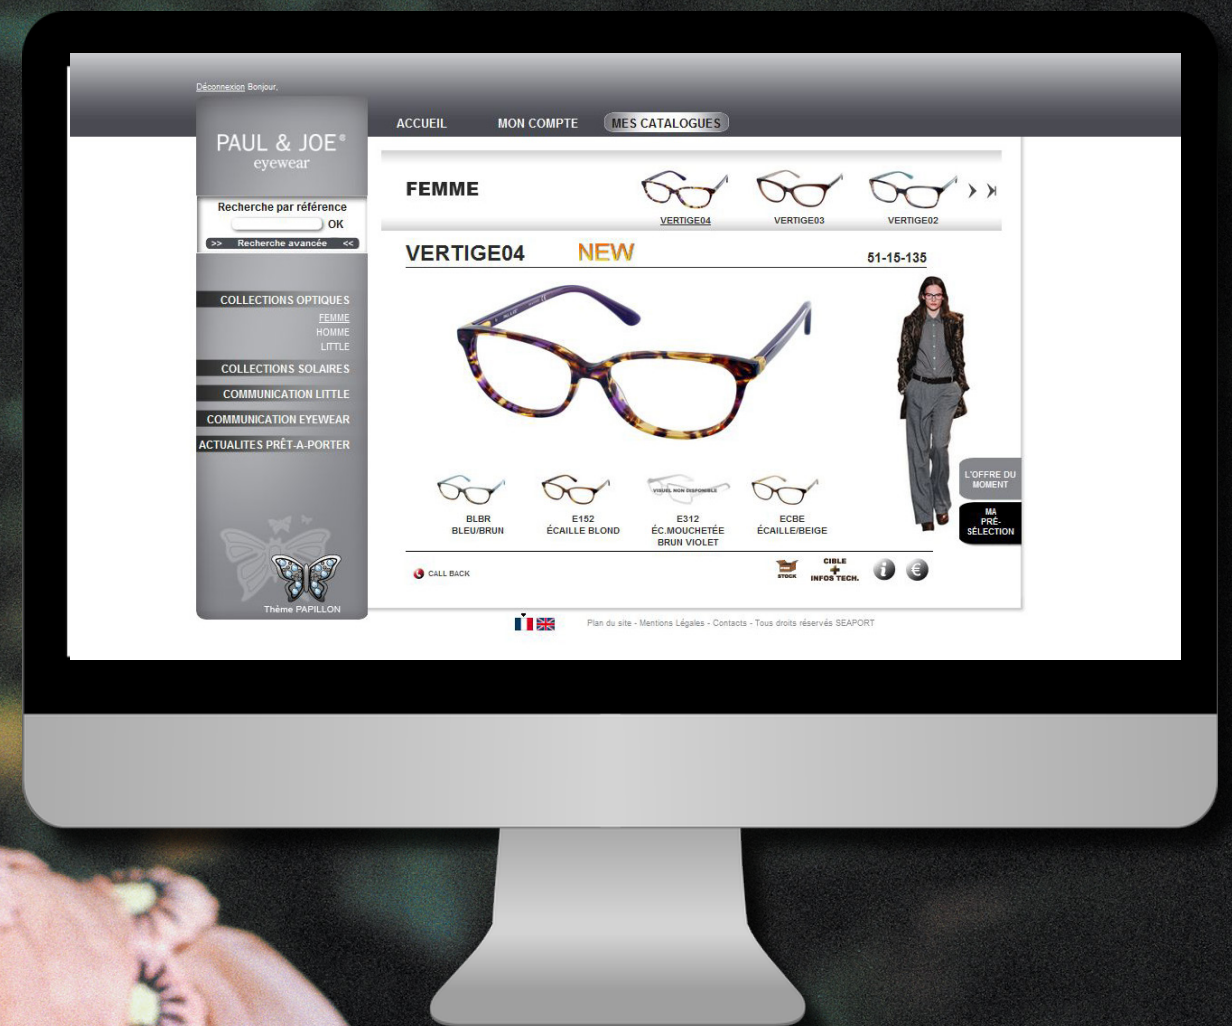 Déconnexion Bonjour,
PAUL & JOE®
eyewear
ACCUEIL MON COMPTE MES CATALOGUES
Recherche par référence
OK
>> Recherche avancée <<
COLLECTIONS OPTIQUES
FEMME
HOMME
LITTLE
COLLECTIONS SOLAIRES
COMMUNICATION LITTLE
COMMUNICATION EYEWEAR
ACTUALITES PRÊT-A-PORTER
Thème PAPILLON
FEMME
VERTIGE04 VERTIGE03 VERTIGE02
VERTIGE04 NEW 51-15-135
BLBR
BLEU/BRUN
E152
ÉCAILLE BLOND
VISUEL NON DISPONIBLE
E312
ÉC.MOUCHETÉE
BRUN VIOLET
ECBE
ÉCAILLE/BEIGE
L'OFFRE DU
MOMENT
MA
PRÉ-
SÉLECTION
CALL BACK
STOCK
CIBLE
+
INFOS TECH.
i
€
Plan du site - Mentions Légales - Contacts - Tous droits réservés SEAPORT